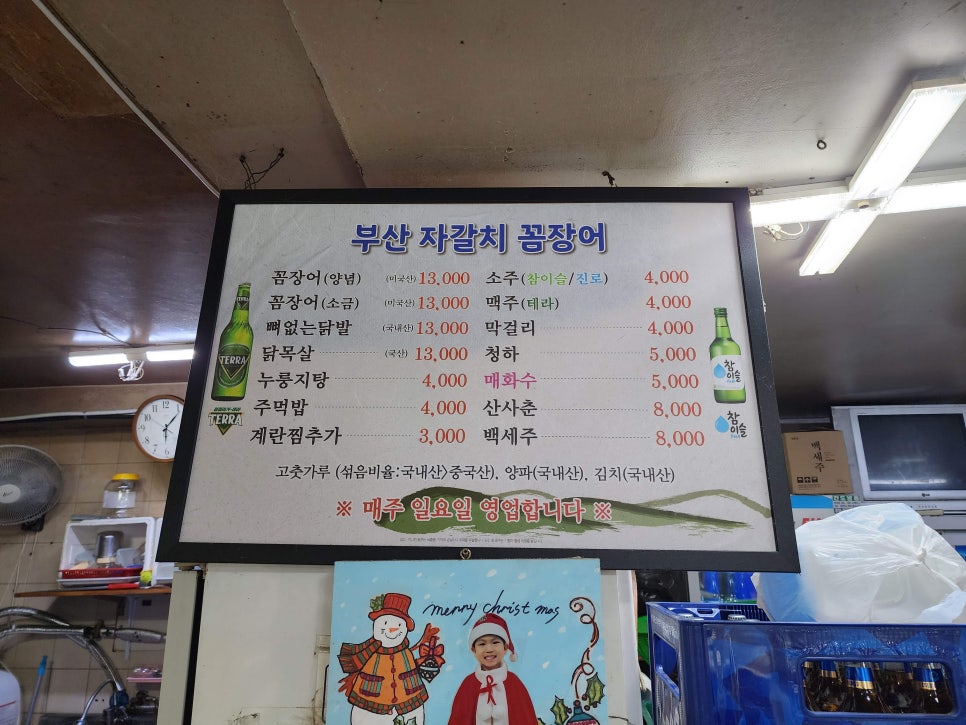 부산 자갈치 꼼장어
꼼장어(양념) (미국산) 13,000
꼼장어(소금) (미국산) 13,000
뼈없는닭발 (국내산) 13,000
닭목살 (국산) 13,000
누룽지탕 4,000
주먹밥 4,000
계란찜추가 3,000
소주(참이슬/진로) 4,000
맥주(테라) 4,000
막걸리 4,000
청하 5,000
매화수 5,000
산사춘 8,000
백세주 8,000
고춧가루 (섞음비율:국내산)중국산), 양파(국내산), 김치(국내산)
※ 매주 일요일 영업합니다 ※
TERRA
TERRA
참이슬
참이슬
백세주
merry christmas